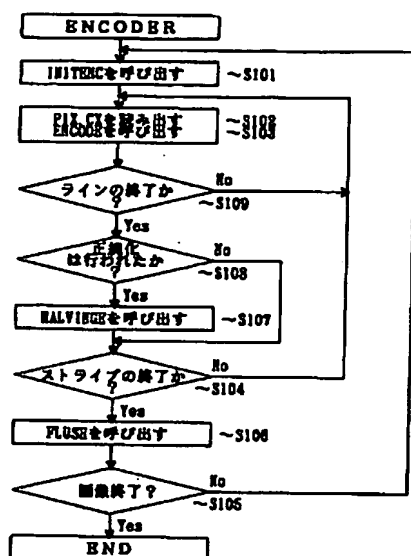 ENCODER
INITENCを呼び出す ~S101
PIX,CXを読み出す ~S102
ENCODEを呼び出す ~S103
ラインの終了か
?
No
~S109
Yes
正規化
は行われたか
?
No
~S108
Yes
HALVINGEを呼び出す ~S107
ストライプの終了か
?
No
~S104
Yes
FLUSHを呼び出す ~S106
画像終了?
No
~S105
Yes
END